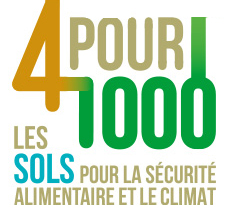 4 POUR
1000
LES
SOLS POUR LA SÉCURITÉ
ALIMENTAIRE ET LE CLIMAT